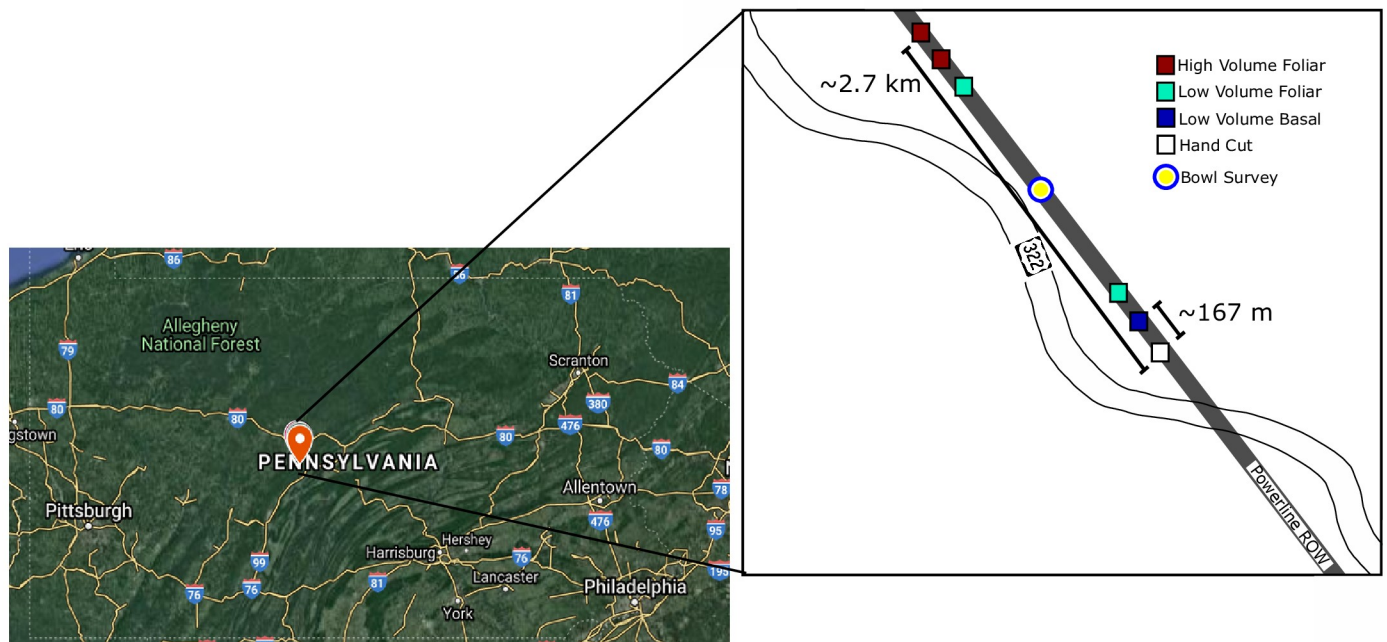 ~2.7 km
High Volume Foliar
Low Volume Foliar
Low Volume Basal
Hand Cut
Bowl Survey
322
~167 m
Powerline ROW
86
86
81
Allegheny
National Forest
79
Scranton
84
80
80
380
476
80
80
gstown
PENNSYLVANIA
78
Allentown
Pittsburgh
476
95
Harrisburg
Hershey
76
99
81
Lancaster
195
76
76
York
Philadelphia